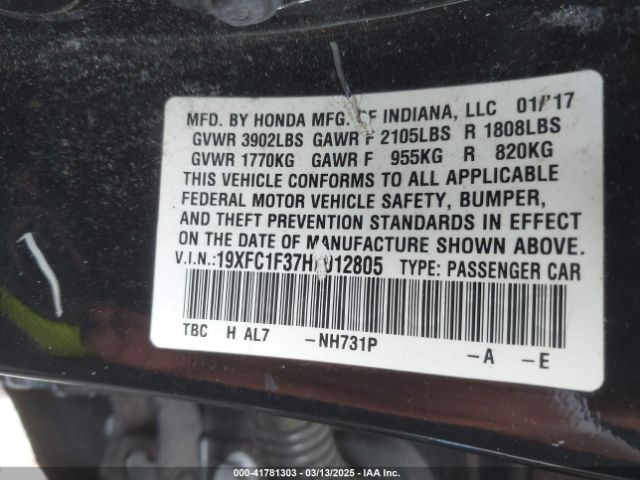 MFD. BY HONDA MFG. OF INDIANA, LLC 01/17
GVWR 3902LBS GAWR F 2105LBS R 1808LBS
GVWR 1770KG GAWR F 955KG R 820KG
THIS VEHICLE CONFORMS TO ALL APPLICABLE
FEDERAL MOTOR VEHICLE SAFETY, BUMPER,
AND THEFT PREVENTION STANDARDS IN EFFECT
ON THE DATE OF MANUFACTURE SHOWN ABOVE.
V.I.N.: TYPE: PASSENGER CAR
TBC H AL7 -NH731P -A -E
000-41781303 | 03/13/2025 | IAA Inc.